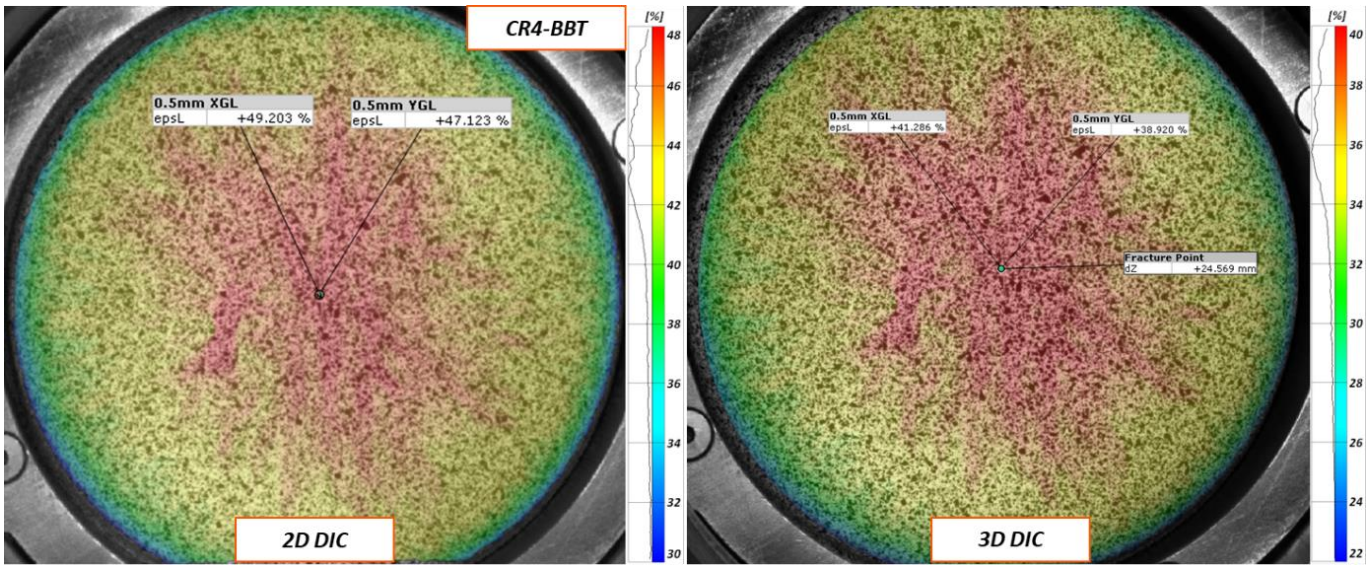 CR4-BBT
0.5mm XGL
epsL +49.203 %
0.5mm YGL
epsL +47.123 %
[%]
48
46
44
42
40
38
36
34
32
30
2D DIC
0.5mm XGL
epsL +41.286 %
0.5mm YGL
epsL +38.920 %
Fracture Point
dZ +24.569 mm
[%]
40
38
36
34
32
30
28
26
24
22
3D DIC